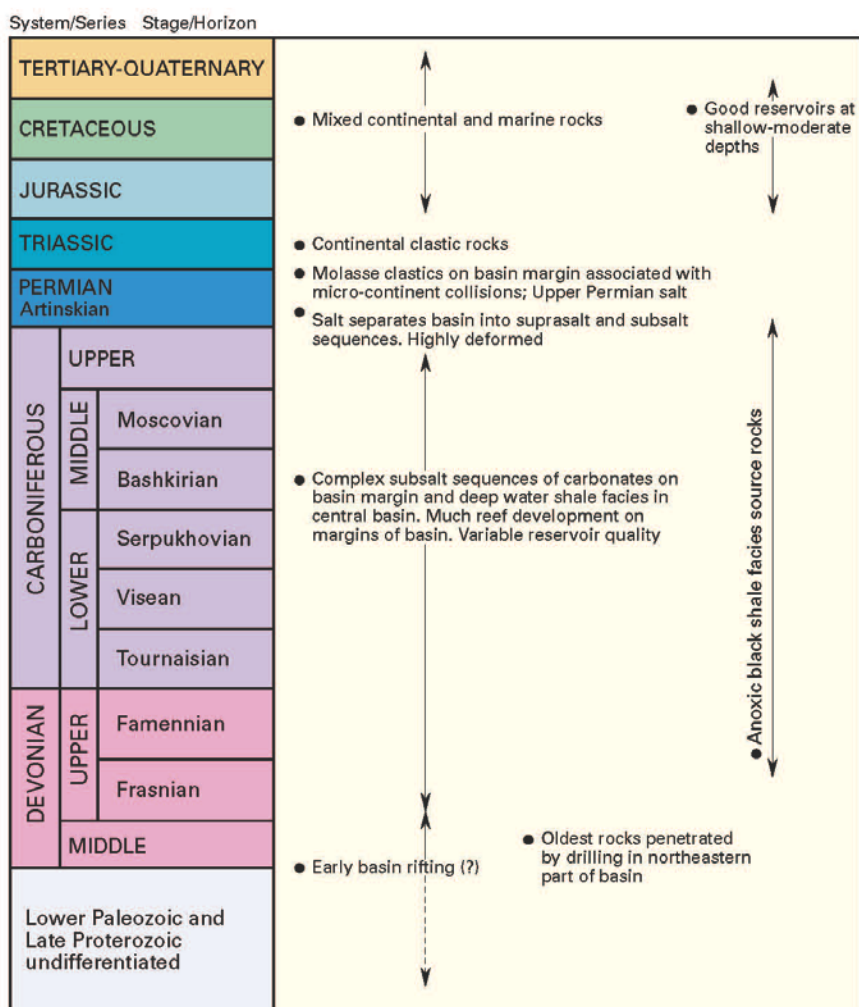 System/Series Stage/Horizon
TERTIARY-QUATERNARY
CRETACEOUS
JURASSIC
TRIASSIC
PERMIAN
Artinskian
CARBONIFEROUS
UPPER
MIDDLE
Moscovian
Bashkirian
LOWER
Serpukhovian
Visean
Tournaisian
DEVONIAN
UPPER
Famennian
Frasnian
MIDDLE
Lower Paleozoic and
Late Proterozoic
undifferentiated
● Mixed continental and marine rocks
● Good reservoirs at
shallow-moderate
depths
● Continental clastic rocks
● Molasse clastics on basin margin associated with
micro-continent collisions; Upper Permian salt
● Salt separates basin into suprasalt and subsalt
sequences. Highly deformed
● Complex subsalt sequences of carbonates on
basin margin and deep water shale facies in
central basin. Much reef development on
margins of basin. Variable reservoir quality
● Anoxic black shale facies source rocks
● Early basin rifting (?)
● Oldest rocks penetrated
by drilling in northeastern
part of basin